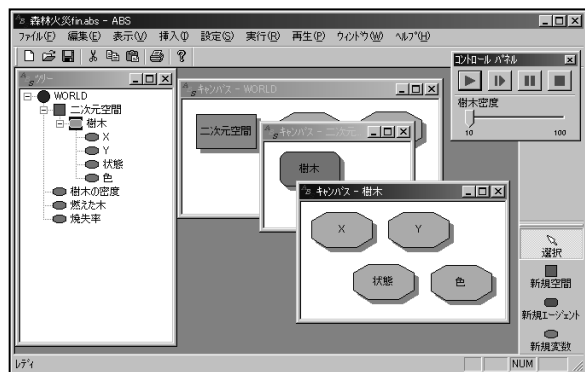 森林火災fin.abs - ABS
ファイル(F) 編集(E) 表示(V) 挿入(I) 設定(S) 実行(R) 再生(P) ウィンドウ(W) ヘルプ(H)
ツリー
WORLD
二次元空間
樹木
X
Y
状態
色
樹木の密度
燃えた木
焼失率
キャンバス - WORLD
二次元空間
キャンバス - 二次元
樹木
キャンバス - 樹木
X
Y
状態
色
コントロール パネル
樹木密度
10 100
選択
新規空間
新規エージェント
新規変数
レディ
NUM